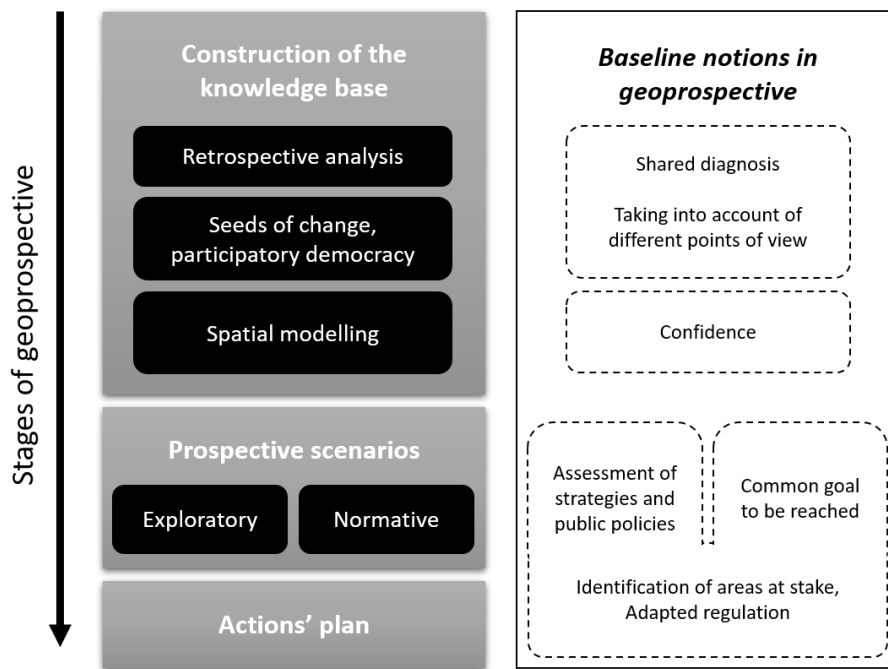 Stages of geoprospective
Construction of the
knowledge base
Retrospective analysis
Seeds of change,
participatory democracy
Spatial modelling
Prospective scenarios
Exploratory
Normative
Actions' plan
Baseline notions in
geoprospective
Shared diagnosis
Taking into account of
different points of view
Confidence
Assessment of
strategies and
public policies
Common goal
to be reached
Identification of areas at stake,
Adapted regulation